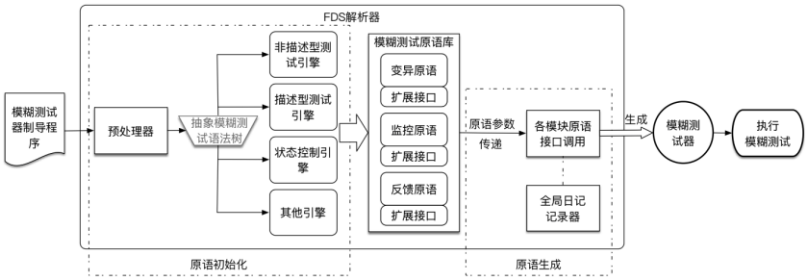 FDS解析器
模糊测试
器制导程
序
预处理器
抽象模糊测
试语法树
非描述型测
试引擎
描述型测试
引擎
状态控制引
擎
其他引擎
原语初始化
模糊测试原语库
变异原语
扩展接口
监控原语
扩展接口
反馈原语
扩展接口
原语参数
传递
各模块原语
接口调用
全局日记
记录器
原语生成
生成
模糊测
试器
执行
模糊测试